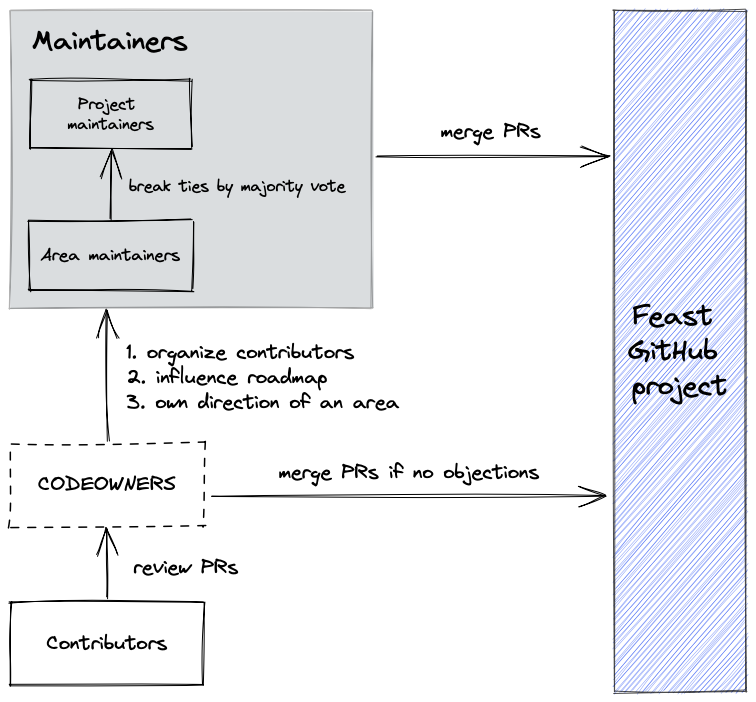 Maintainers
Project
maintainers
break ties by majority vote
Area maintainers
merge PRs
1. organize contributors
2. influence roadmap
3. own direction of an area
Feast
GitHub
project
CODEOWNERS
merge PRs if no objections
review PRs
Contributors